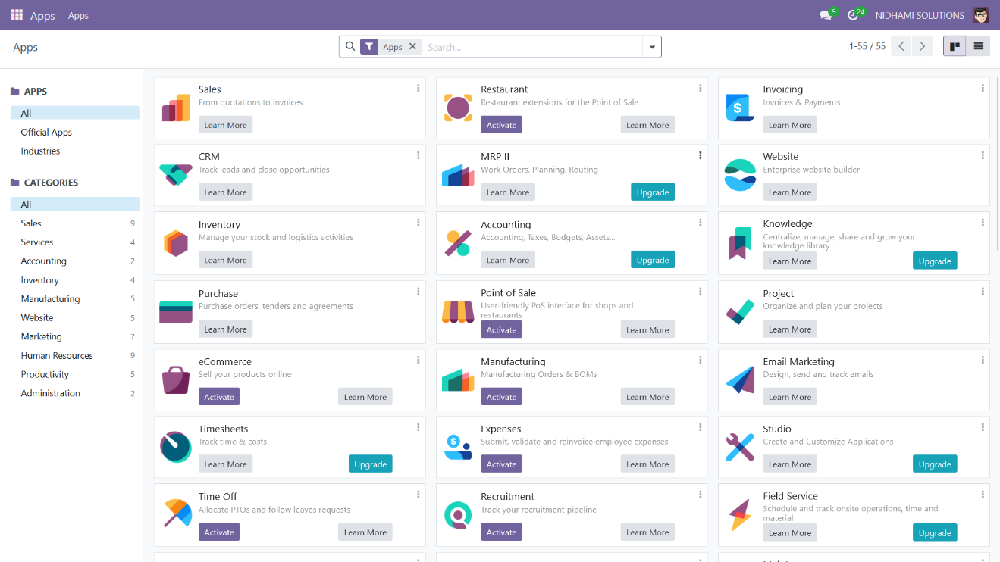 Apps
Apps
5
24
NIDHAMI SOLUTIONS
Apps
Apps
Search...
1-55 / 55
APPS
All
Official Apps
Industries
CATEGORIES
All
Sales 9
Services 4
Accounting 2
Inventory 4
Manufacturing 5
Website 5
Marketing 7
Human Resources 9
Productivity 5
Administration 2
Sales
From quotations to invoices
Learn More
Restaurant
Restaurant extensions for the Point of Sale
Activate
Learn More
Invoicing
Invoices & Payments
Learn More
CRM
Track leads and close opportunities
Learn More
MRP II
Work Orders, Planning, Routing
Learn More
Upgrade
Website
Enterprise website builder
Learn More
Inventory
Manage your stock and logistics activities
Learn More
Accounting
Accounting, Taxes, Budgets, Assets...
Learn More
Upgrade
Knowledge
Centralize, manage, share and grow your
knowledge library
Learn More
Upgrade
Purchase
Purchase orders, tenders and agreements
Learn More
Point of Sale
User-friendly PoS interface for shops and
restaurants
Activate
Learn More
Project
Organize and plan your projects
Learn More
eCommerce
Sell your products online
Activate
Learn More
Manufacturing
Manufacturing Orders & BOMs
Activate
Learn More
Email Marketing
Design, send and track emails
Learn More
Timesheets
Track time & costs
Learn More
Upgrade
Expenses
Submit, validate and reinvoice employee expenses
Activate
Learn More
Studio
Create and Customize Applications
Learn More
Upgrade
Time Off
Allocate PTOs and follow leaves requests
Activate
Learn More
Recruitment
Track your recruitment pipeline
Activate
Learn More
Field Service
Schedule and track onsite operations, time and
material
Learn More
Upgrade